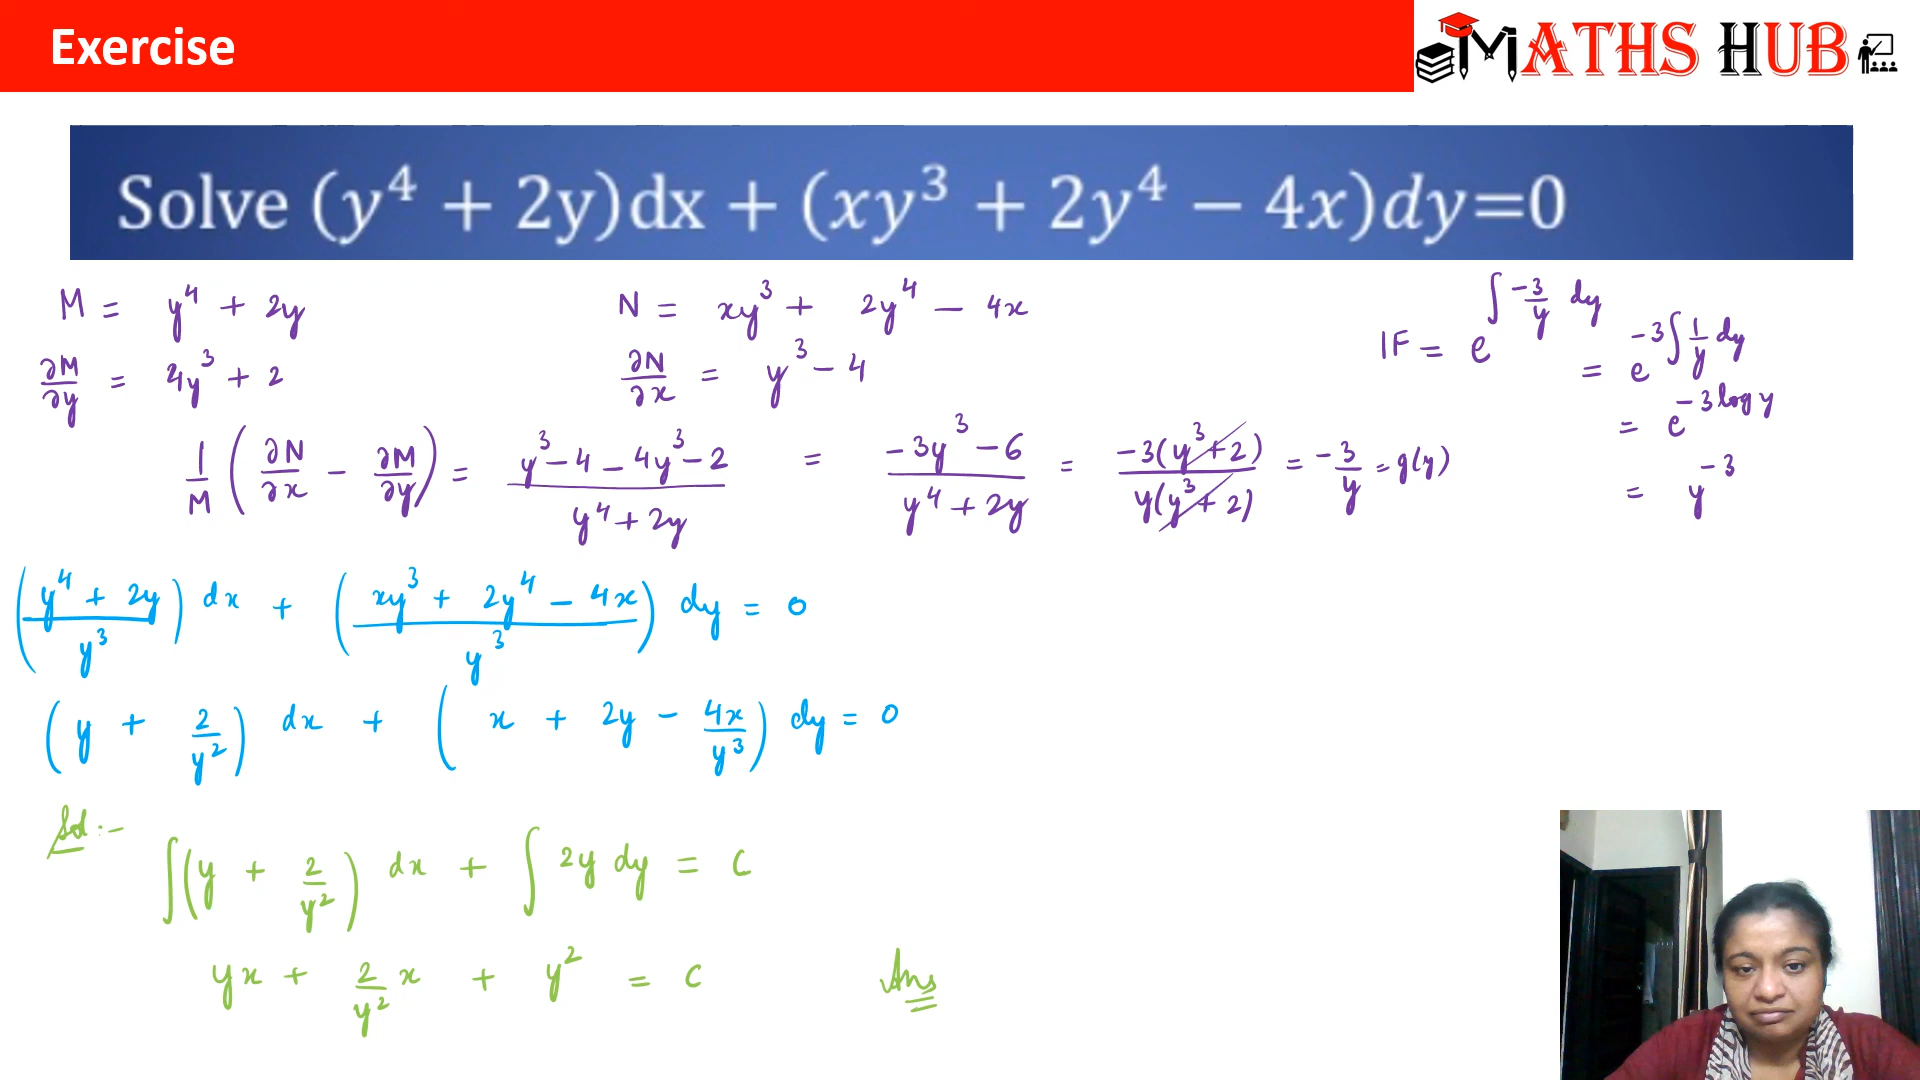 Exercise
MATHS HUB
Solve (y⁴ + 2y)dx + (xy³ + 2y⁴ − 4x)dy=0
M = y⁴ + 2y
N = xy³ + 2y⁴ − 4x
∂M/∂y = 4y³ + 2
∂N/∂x = y³ − 4
1/M (∂N/∂x − ∂M/∂y) = (y³ − 4 − 4y³ − 2)/(y⁴ + 2y) = (−3y³ − 6)/(y⁴ + 2y) = −3(y³ + 2)/y(y³ + 2) = −3/y = g(y)
IF = e^∫ −3/y dy
= e^−3∫ 1/y dy
= e^−3 log y
= y^−3
((y⁴ + 2y)/y³) dx + ((xy³ + 2y⁴ − 4x)/y³) dy = 0
(y + 2/y²) dx + (x + 2y − 4x/y³) dy = 0
Sol :-
∫(y + 2/y²) dx + ∫ 2y dy = C
yx + 2/y² x + y² = C Ans